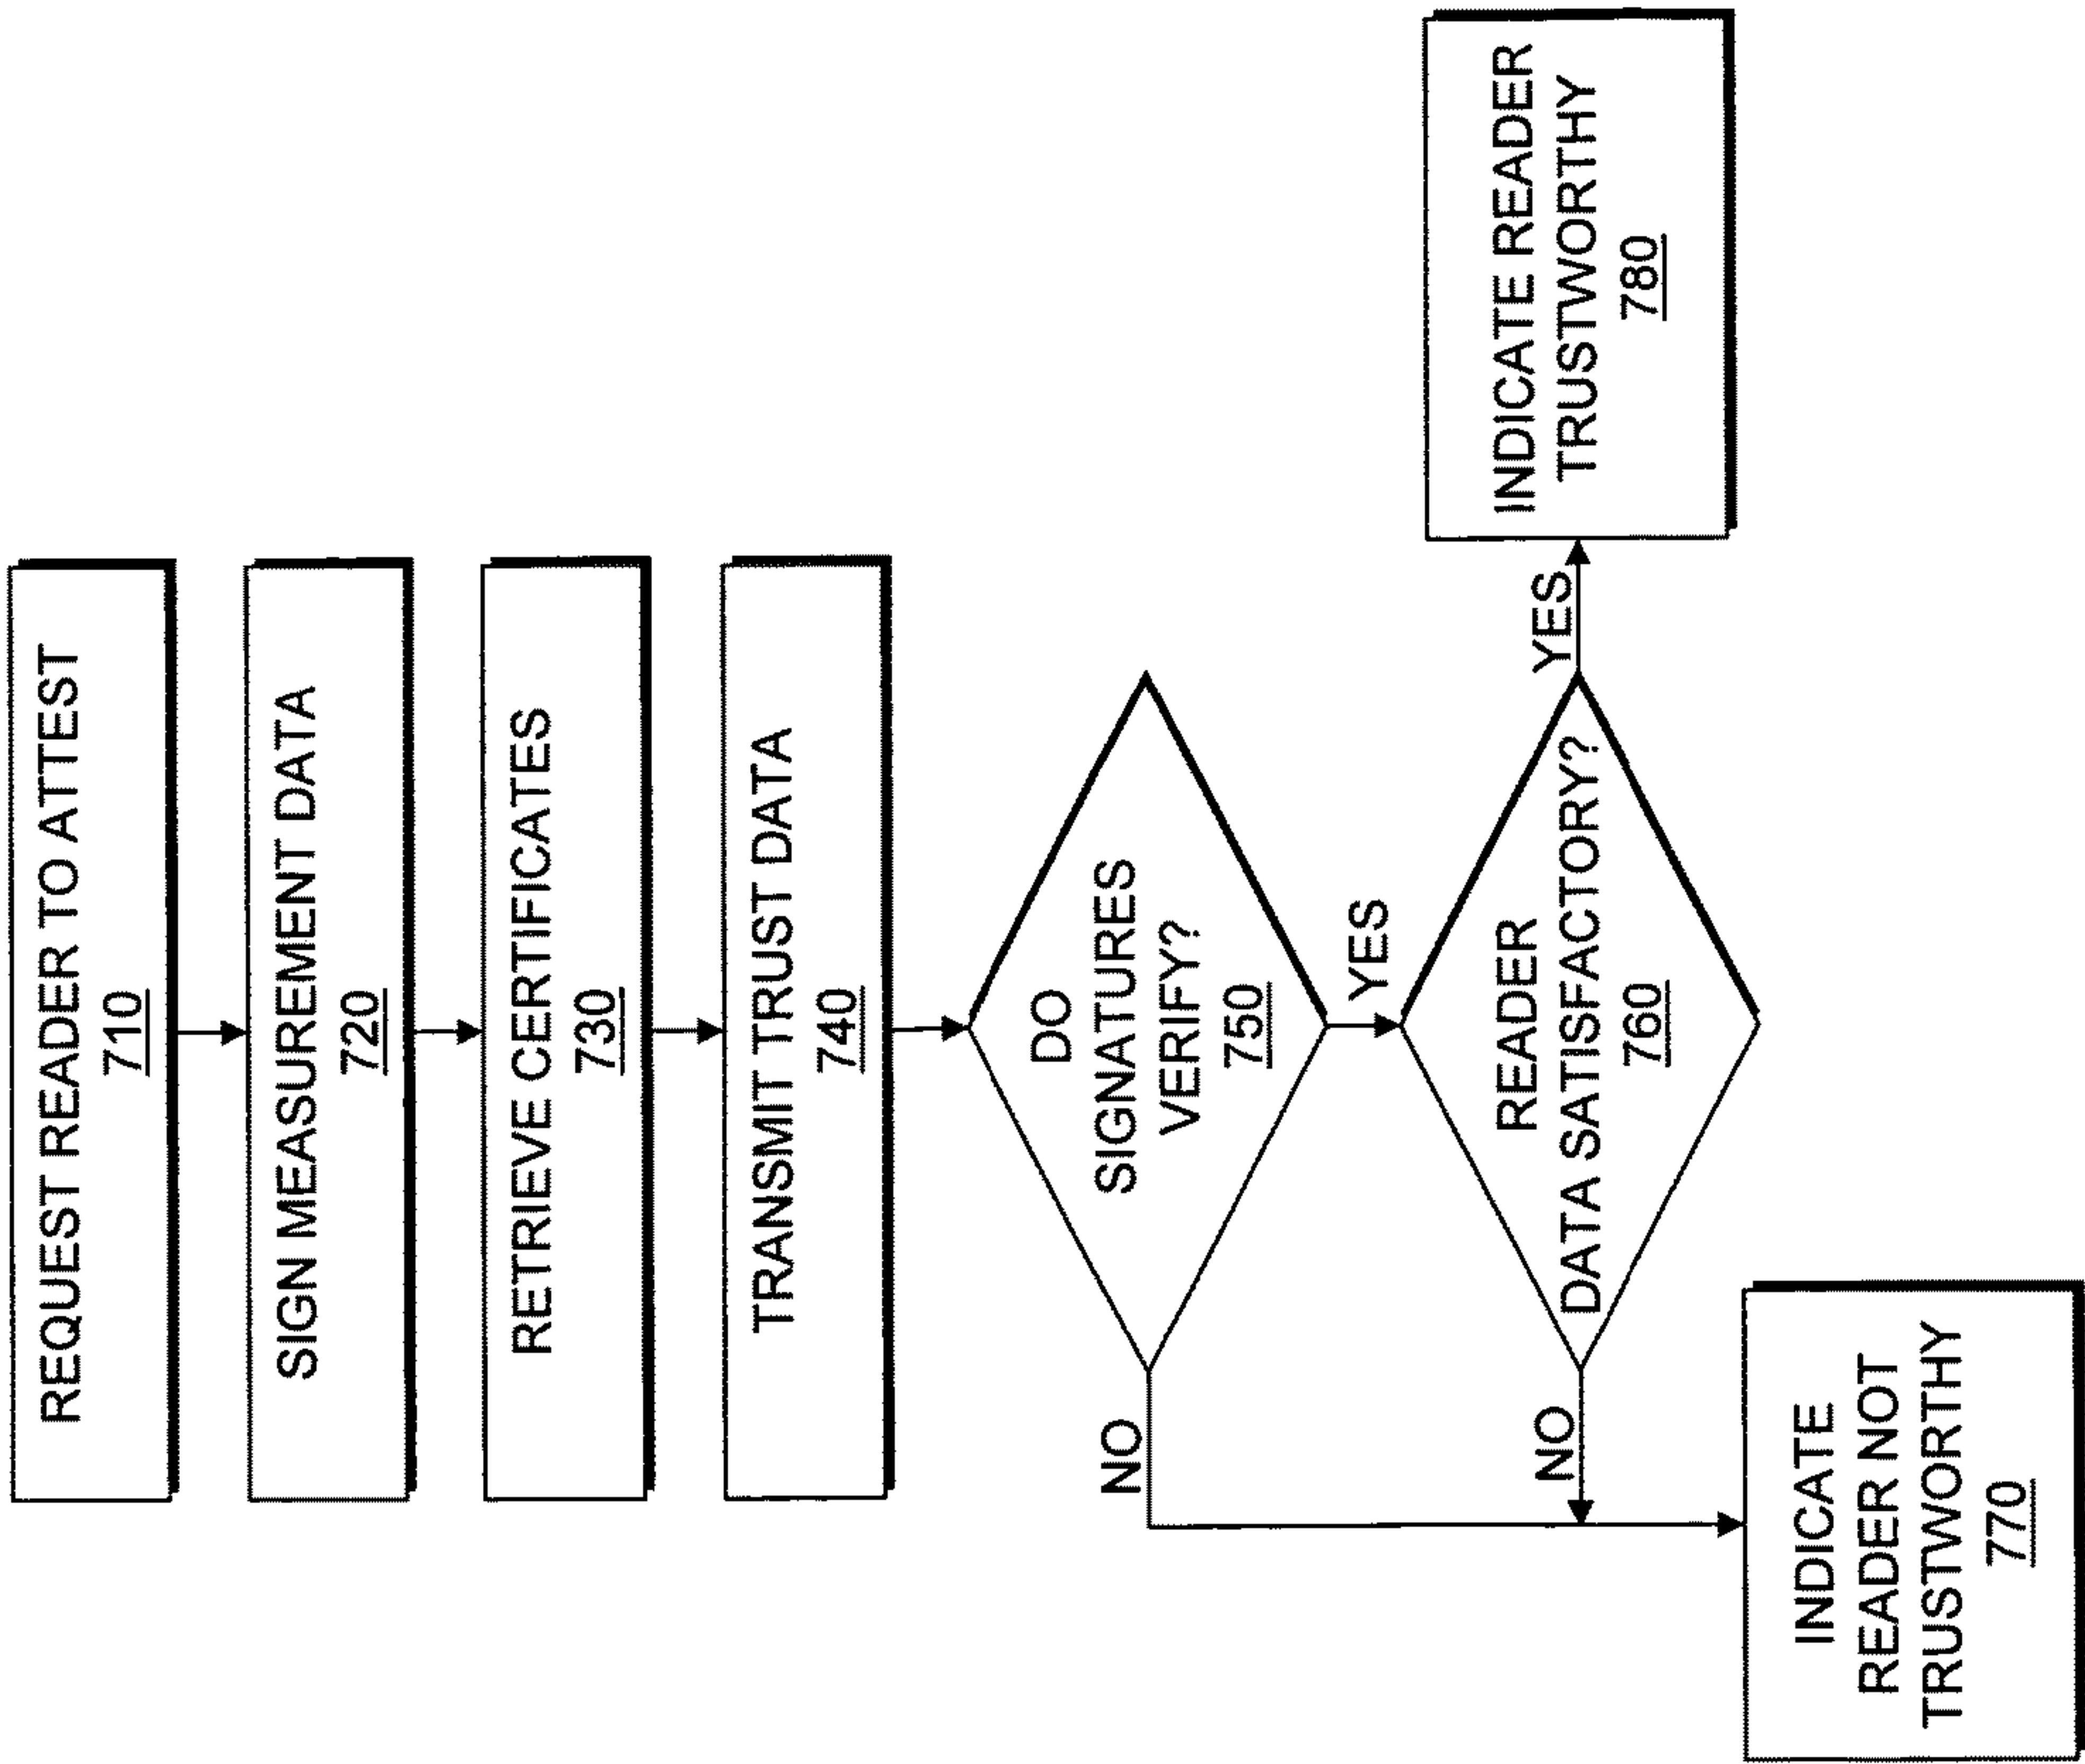 REQUEST READER TO ATTEST
710
SIGN MEASUREMENT DATA
720
RETRIEVE CERTIFICATES
730
TRANSMIT TRUST DATA
740
DO
SIGNATURES
VERIFY?
750
NO
YES
READER
DATA SATISFACTORY?
760
NO
YES
INDICATE
READER NOT
TRUSTWORTHY
770
INDICATE READER
TRUSTWORTHY
780